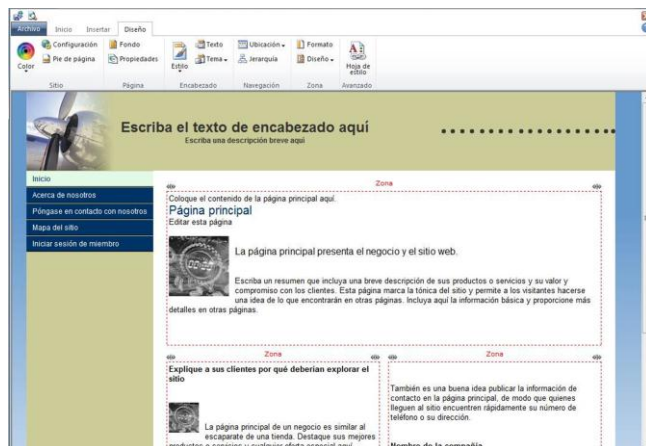 Archivo Inicio Insertar Diseño
Configuración Fondo Texto Ubicación Formato
Color Pie de página Propiedades Estilo Tema Jerarquía Diseño Hoja de estilo
Sitio Página Encabezado Navegación Zona Avanzado
Escriba el texto de encabezado aquí
Escriba una descripción breve aquí
Inicio
Acerca de nosotros
Póngase en contacto con nosotros
Mapa del sitio
Iniciar sesión de miembro
Zona
Coloque el contenido de la página principal aquí.
Página principal
Editar esta página
La página principal presenta el negocio y el sitio web.
Escriba un resumen que incluya una breve descripción de sus productos o servicios y su valor y
compromiso con los clientes. Esta página marca la tónica del sitio y permite a los visitantes hacerse
una idea de lo que encontrarán en otras páginas. Incluya aquí la información básica y proporcione más
detalles en otras páginas.
Zona
Explique a sus clientes por qué deberían explorar el
sitio
La página principal de un negocio es similar al
escaparate de una tienda. Destaque sus mejores
productos o servicios y cualquier oferta especial aquí
Zona
También es una buena idea publicar la información de
contacto en la página principal, de modo que quienes
lleguen al sitio encuentren rápidamente su número de
teléfono o su dirección.
Nombre de la compañía